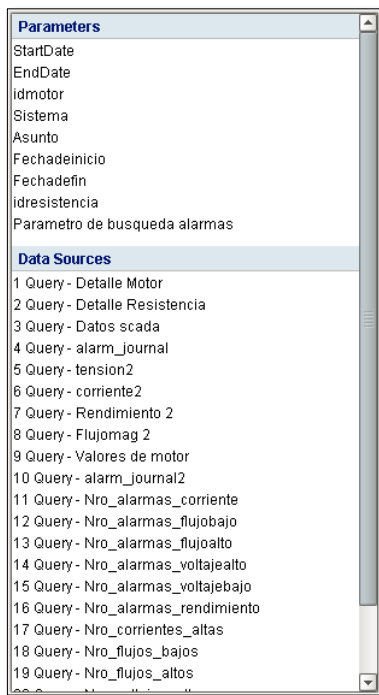 Parameters
StartDate
EndDate
idmotor
Sistema
Asunto
Fechadeinicio
Fechadefin
idresistencia
Parametro de busqueda alarmas
Data Sources
1 Query - Detalle Motor
2 Query - Detalle Resistencia
3 Query - Datos scada
4 Query - alarm_journal
5 Query - tension2
6 Query - corriente2
7 Query - Rendimiento 2
8 Query - Flujomag 2
9 Query - Valores de motor
10 Query - alarm_journal2
11 Query - Nro_alarmas_corriente
12 Query - Nro_alarmas_flujobajo
13 Query - Nro_alarmas_flujoalto
14 Query - Nro_alarmas_voltajealto
15 Query - Nro_alarmas_voltajebajo
16 Query - Nro_alarmas_rendimiento
17 Query - Nro_corrientes_altas
18 Query - Nro_flujos_bajos
19 Query - Nro_flujos_altos